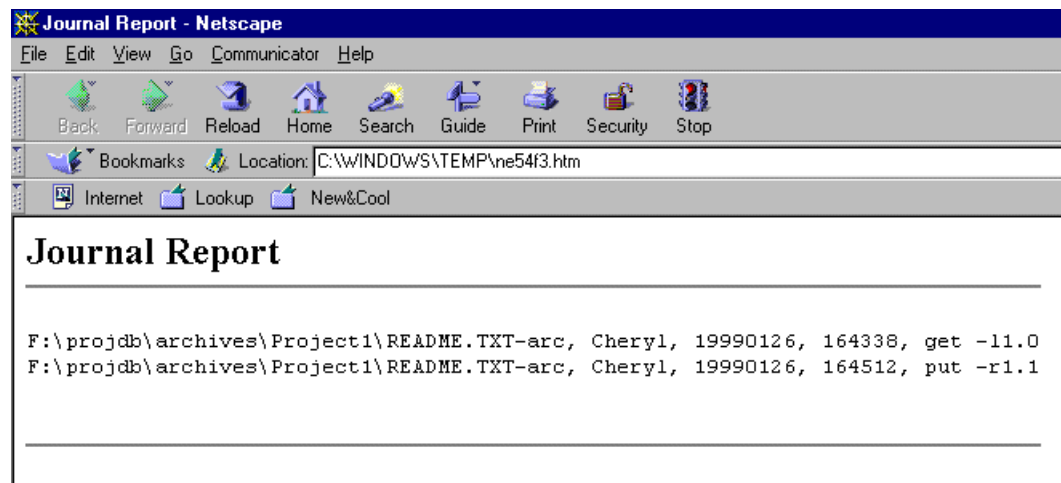 Journal Report - Netscape
File Edit View Go Communicator Help
Back Forward Reload Home Search Guide Print Security Stop
Bookmarks Location: C:\WINDOWS\TEMP\ne54f3.htm
Internet Lookup New&Cool
Journal Report
F:\projdb\archives\Project1\README.TXT-arc, Cheryl, 19990126, 164338, get -l1.0
F:\projdb\archives\Project1\README.TXT-arc, Cheryl, 19990126, 164512, put -r1.1